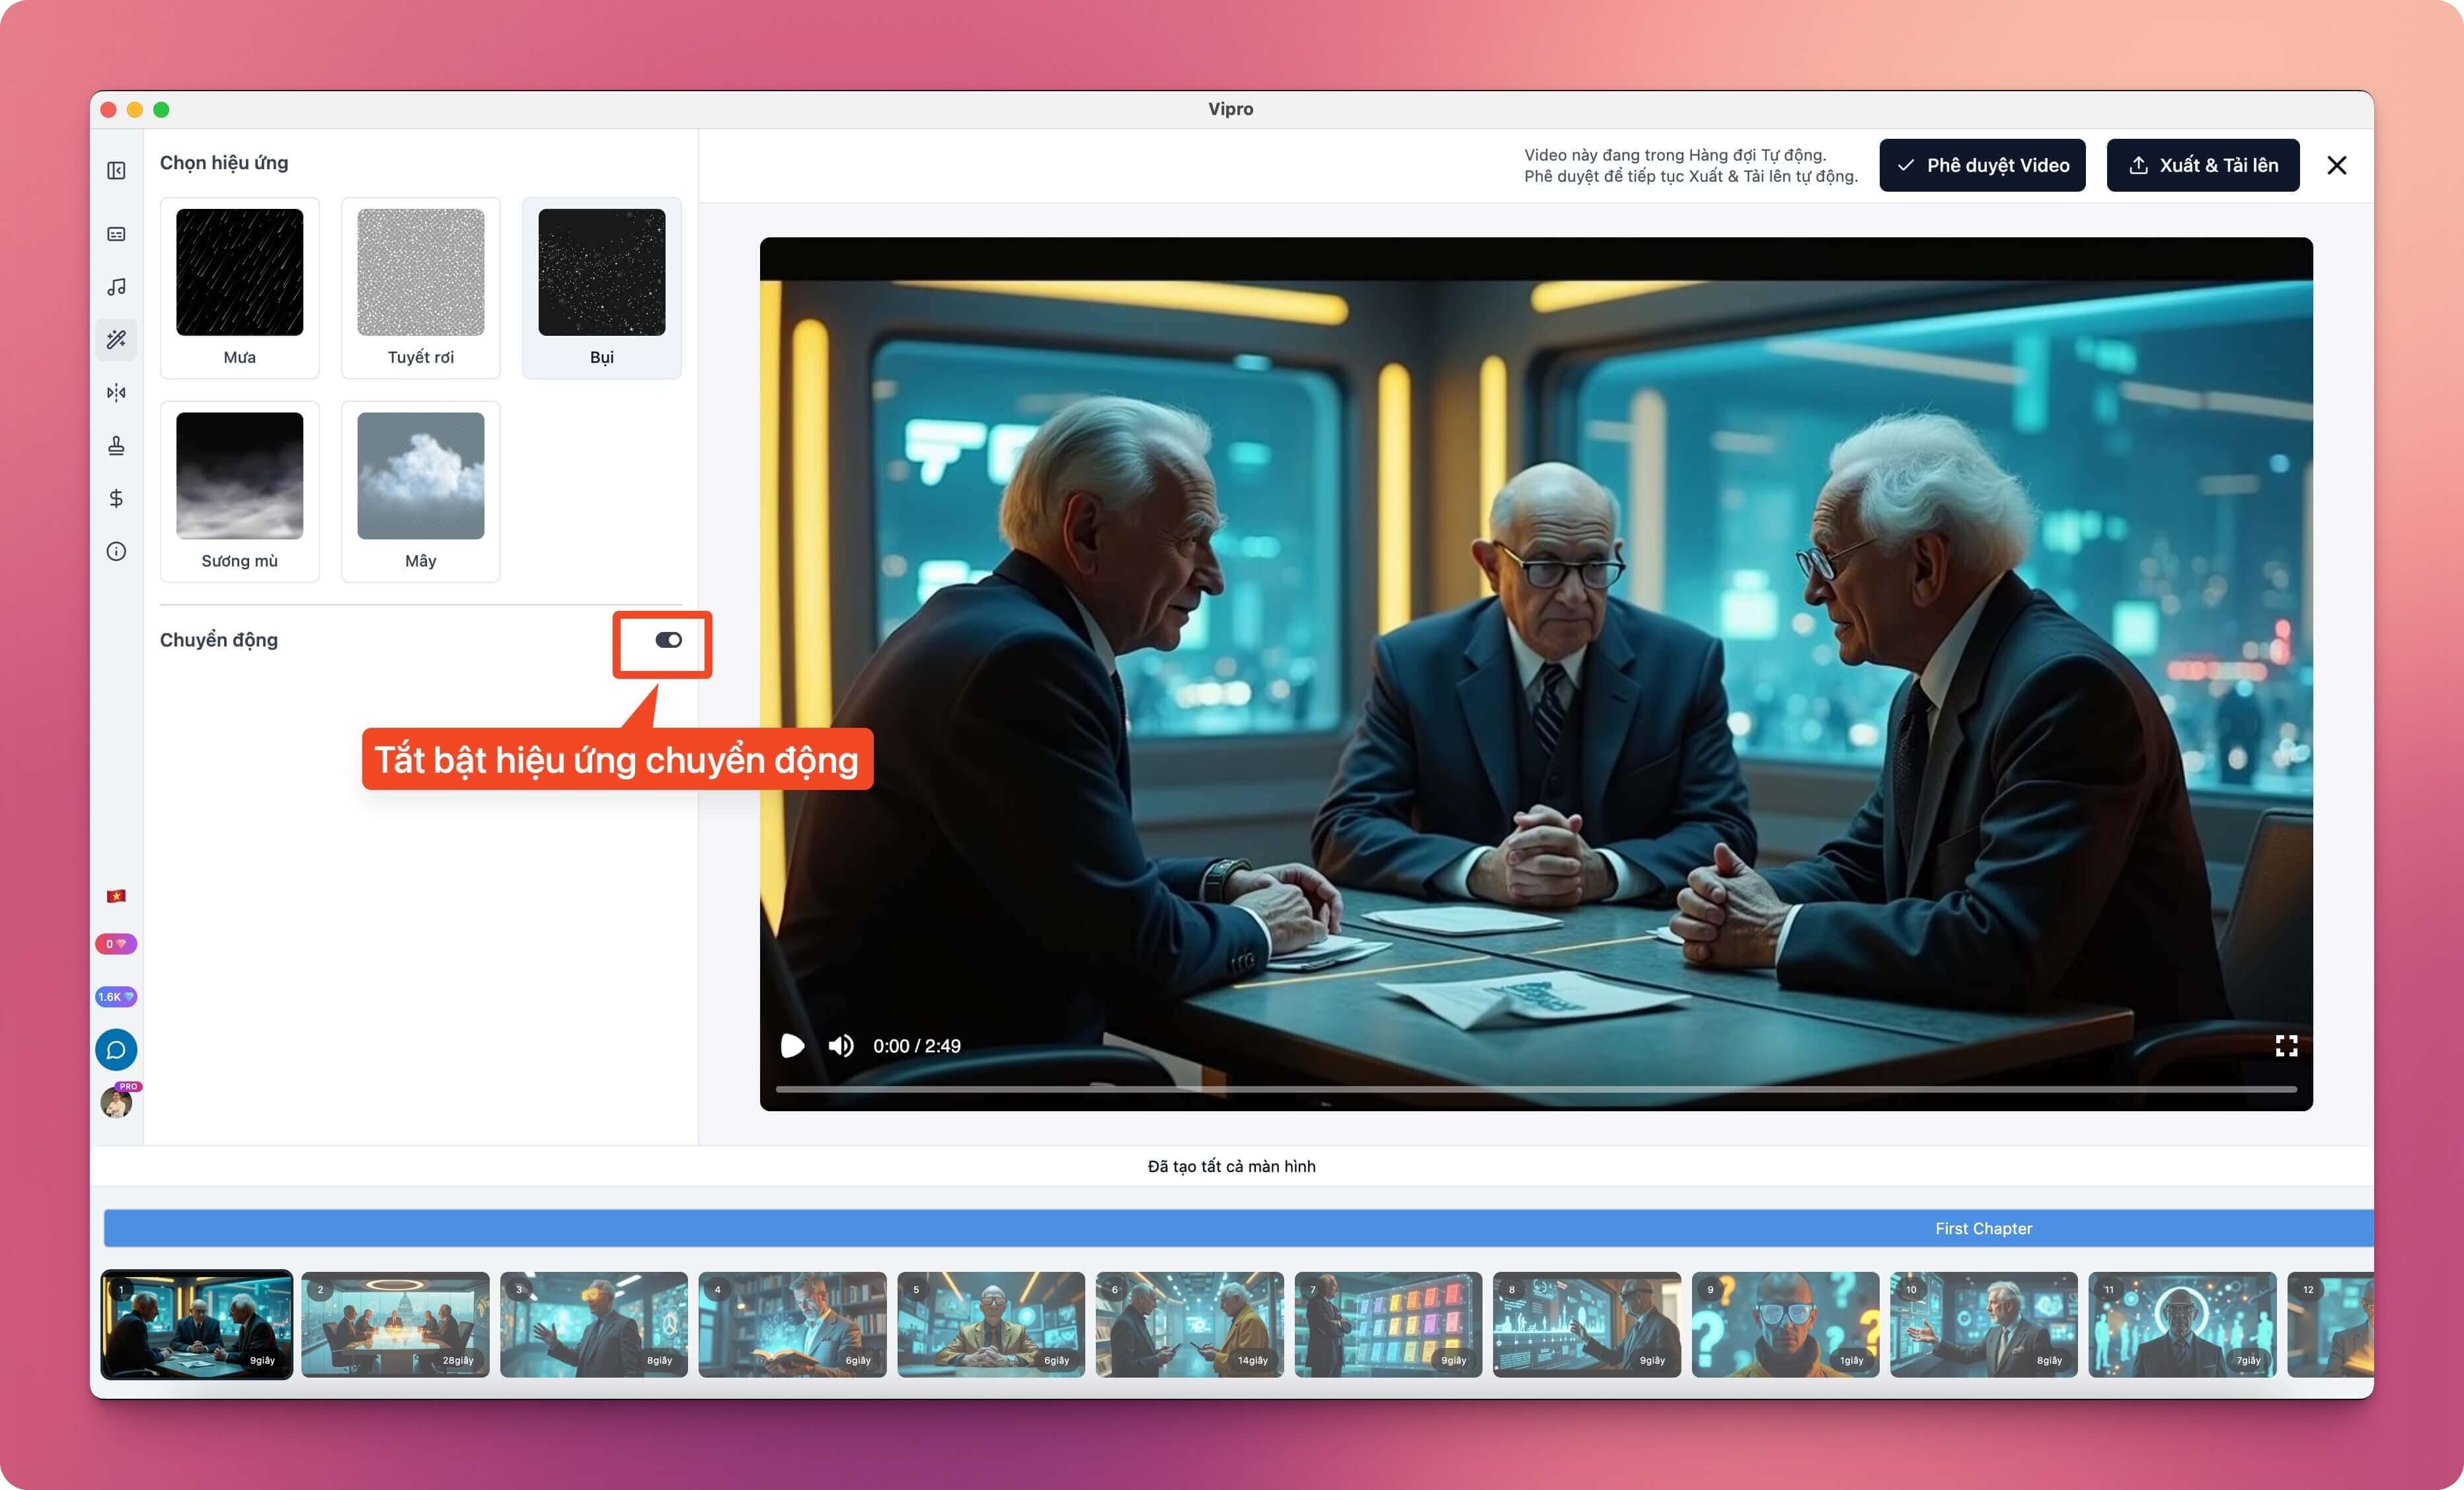 Vipro
Chọn hiệu ứng
Video này đang trong Hàng đợi Tự động.
Phê duyệt để tiếp tục Xuất & Tải lên tự động.
Phê duyệt Video
Xuất & Tải lên
Mưa
Tuyết rơi
Bụi
Sương mù
Mây
Chuyển động
Tắt bật hiệu ứng chuyển động
0
1.6K
PRO
0:00 / 2:49
Đã tạo tất cả màn hình
First Chapter
1
9giây
2
28giây
3
8giây
4
6giây
5
6giây
6
14giây
7
9giây
8
9giây
9
1giây
10
8giây
11
7giây
12